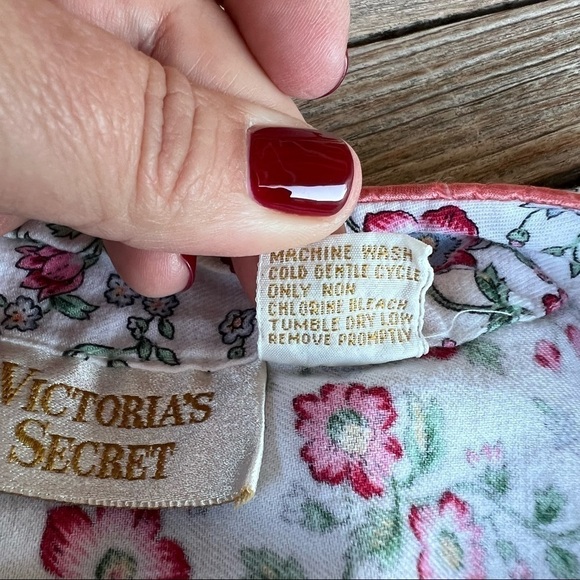 MACHINE WASH
COLD GENTLE CYCLE
ONLY NON
CHLORINE BLEACH
TUMBLE DRY LOW
REMOVE PROMPTLY
VICTORIA'S
SECRET